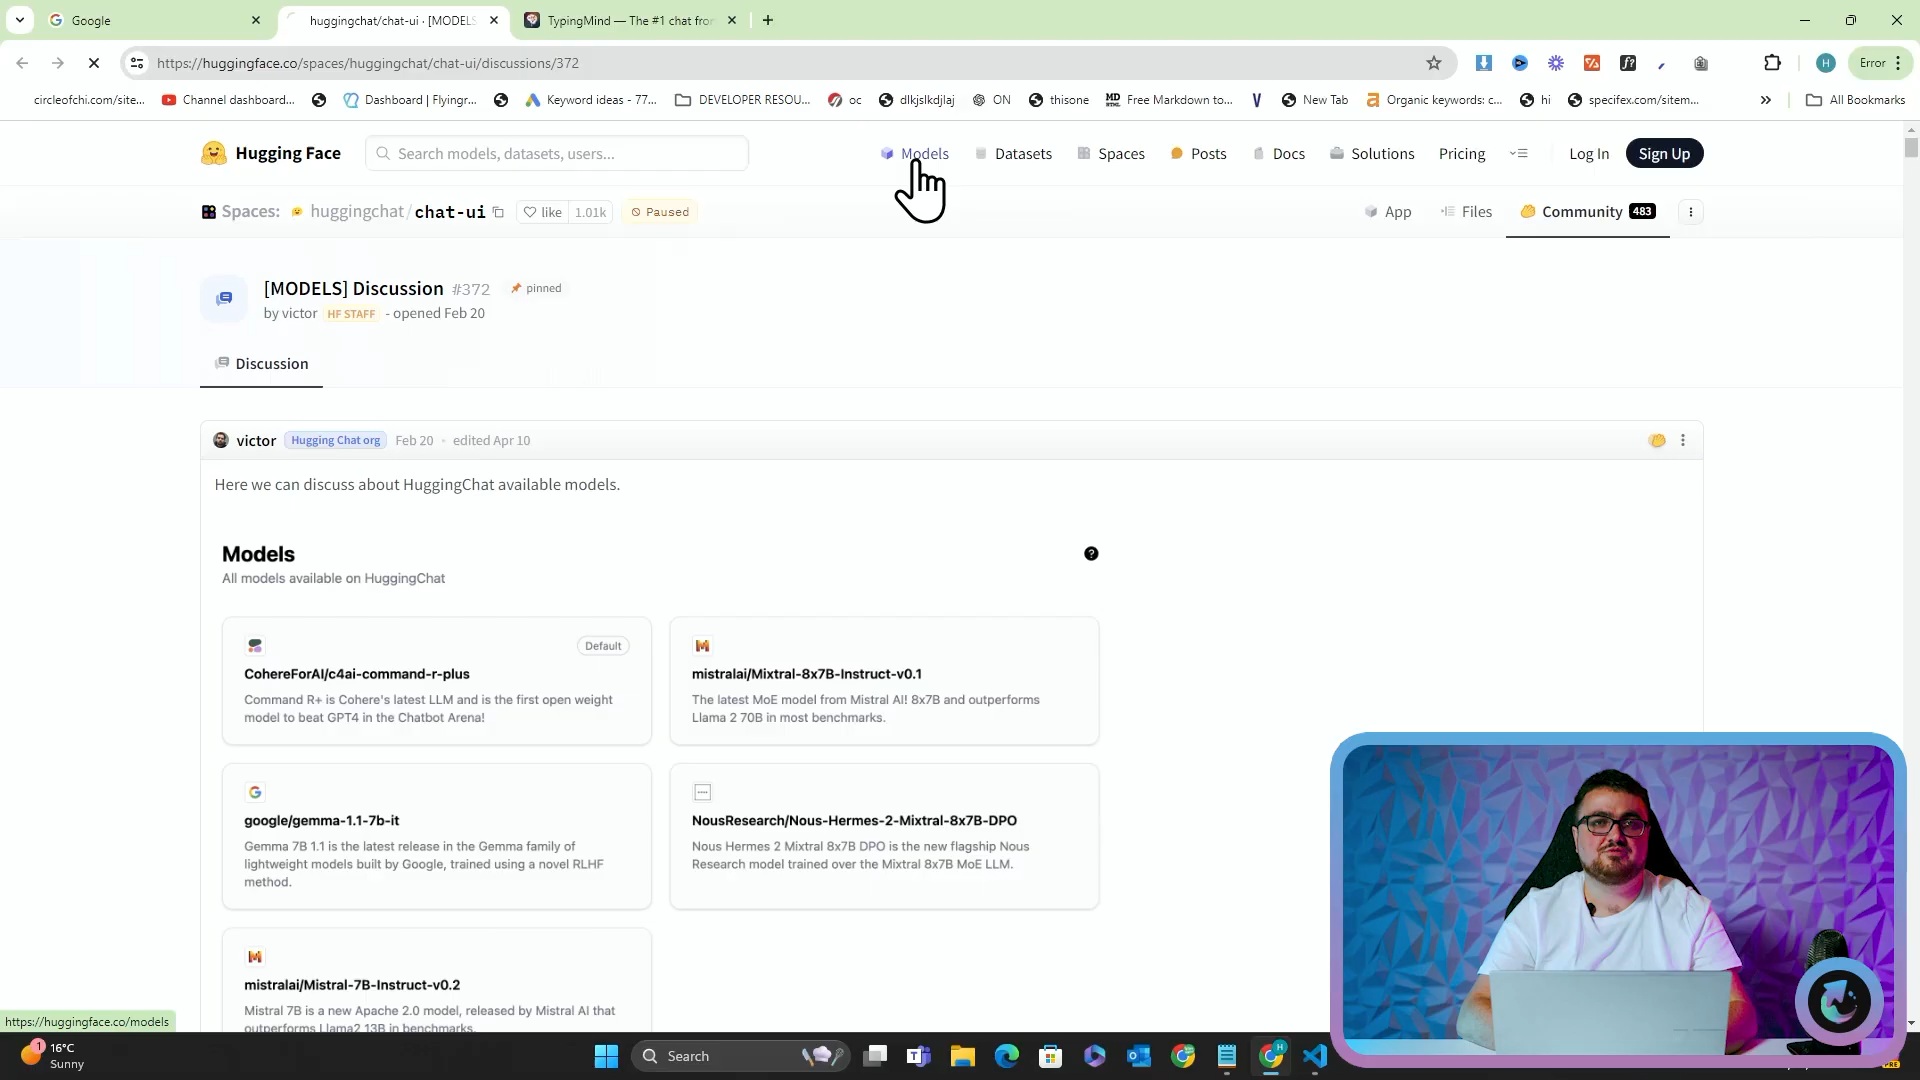 Google
huggingchat/chat-ui · [MODELS
TypingMind — The #1 chat fro
https://huggingface.co/spaces/huggingchat/chat-ui/discussions/372
Error
circleofchi.com/site...
Channel dashboard...
Dashboard | Flyingr...
Keyword ideas - 77...
DEVELOPER RESOU...
oc
dlkjslkdjlaj
ON
thisone
Free Markdown to...
New Tab
Organic keywords: c...
hi
specifex.com/sitem...
All Bookmarks
Hugging Face
Search models, datasets, users...
Models
Datasets
Spaces
Posts
Docs
Solutions
Pricing
Log In
Sign Up
Spaces: huggingchat/chat-ui
like 1.01k
Paused
App
Files
Community 483
[MODELS] Discussion #372 pinned
by victor HF STAFF - opened Feb 20
Discussion
victor Hugging Chat org Feb 20 · edited Apr 10
Here we can discuss about HuggingChat available models.
Models
All models available on HuggingChat
Default
CohereForAI/c4ai-command-r-plus
Command R+ is Cohere's latest LLM and is the first open weight
model to beat GPT4 in the Chatbot Arena!
mistralai/Mixtral-8x7B-Instruct-v0.1
The latest MoE model from Mistral AI! 8x7B and outperforms
Llama 2 70B in most benchmarks.
google/gemma-1.1-7b-it
Gemma 7B 1.1 is the latest release in the Gemma family of
lightweight models built by Google, trained using a novel RLHF
method.
NousResearch/Nous-Hermes-2-Mixtral-8x7B-DPO
Nous Hermes 2 Mixtral 8x7B DPO is the new flagship Nous
Research model trained over the Mixtral 8x7B MoE LLM.
mistralai/Mistral-7B-Instruct-v0.2
Mistral 7B is a new Apache 2.0 model, released by Mistral AI that
outperforms Llama2 13B in benchmarks.
https://huggingface.co/models
1
16°C
Sunny
Search
PRE